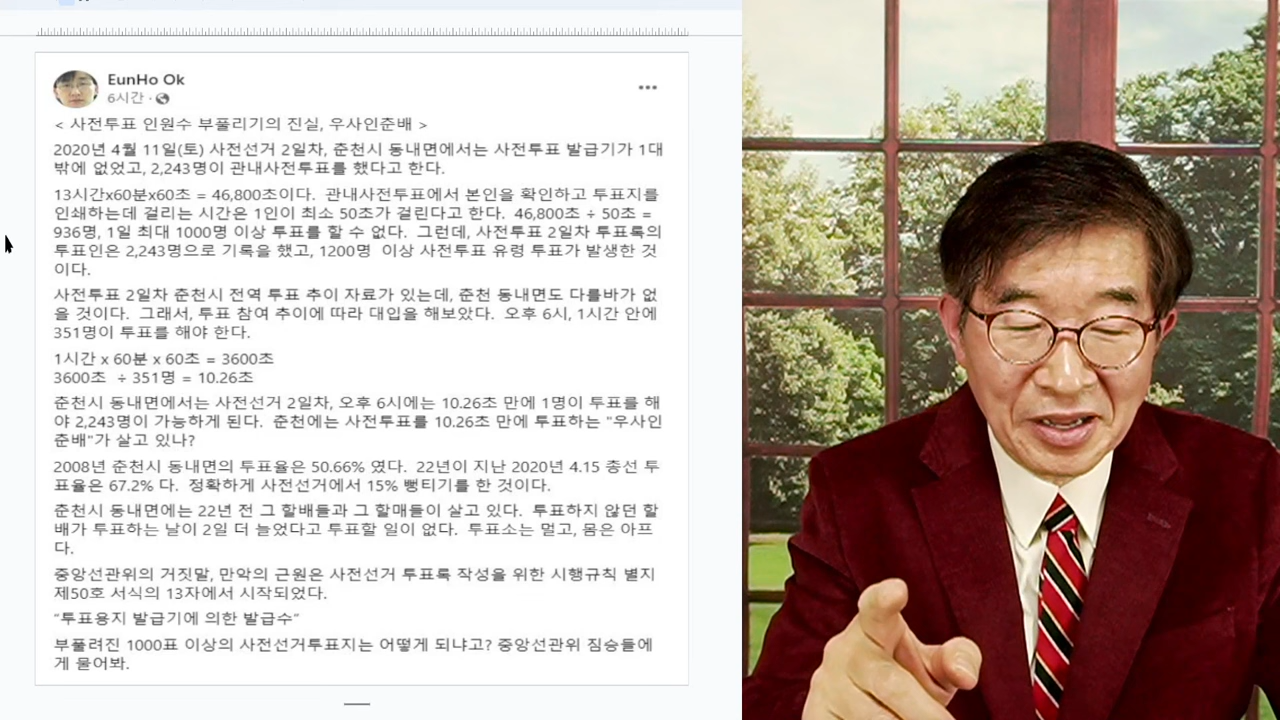 EunHo Ok
6시간 ·
< 사전투표 인원수 부풀리기의 진실, 우사인춘배 >
2020년 4월 11일(토) 사전선거 2일차, 춘천시 동내면에서는 사전투표 발급기가 1대
밖에 없었고, 2,243명이 관내사전투표를 했다고 한다.
13시간x60분x60초 = 46,800초이다. 관내사전투표에서 본인을 확인하고 투표지를
인쇄하는데 걸리는 시간은 1인이 최소 50초가 걸린다고 한다. 46,800초 ÷ 50초 =
936명, 1일 최대 1000명 이상 투표를 할 수 없다. 그런데, 사전투표 2일차 투표록의
투표인은 2,243명으로 기록을 했고, 1200명 이상 사전투표 유령 투표가 발생한 것
이다.
사전투표 2일차 춘천시 전역 투표 추이 자료가 있는데, 춘천 동내면도 다를바가 없
을 것이다. 그래서, 투표 참여 추이에 따라 대입을 해보았다. 오후 6시, 1시간 안에
351명이 투표를 해야 한다.
1시간 x 60분 x 60초 = 3600초
3600초 ÷ 351명 = 10.26초
춘천시 동내면에서는 사전선거 2일차, 오후 6시에는 10.26초 만에 1명이 투표를 해
야 2,243명이 가능하게 된다. 춘천에는 사전투표를 10.26초 만에 투표하는 "우사인
춘배"가 살고 있나?
2008년 춘천시 동내면의 투표율은 50.66% 였다. 22년이 지난 2020년 4.15 총선 투
표율은 67.2% 다. 정확하게 사전선거에서 15% 뻥티기를 한 것이다.
춘천시 동내면에는 22년 전 그 할배들과 그 할매들이 살고 있다. 투표하지 않던 할
배가 투표하는 날이 2일 더 늘었다고 투표할 일이 없다. 투표소는 멀고, 몸은 아프
다.
중앙선관위의 거짓말, 만악의 근원은 사전선거 투표록 작성을 위한 시행규칙 별지
제50호 서식의 13자에서 시작되었다.
"투표용지 발급기에 의한 발급수"
부풀려진 1000표 이상의 사전선거투표지는 어떻게 되냐고? 중앙선관위 짐승들에
게 물어봐.